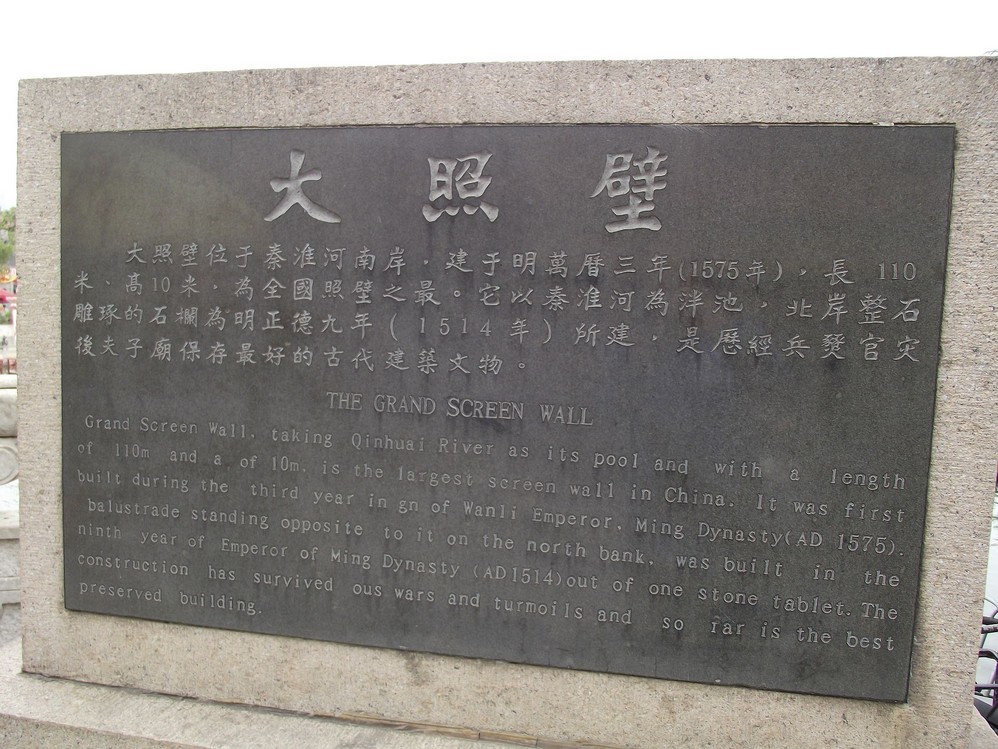 大照壁
大照壁位于秦淮河南岸，建于明萬曆三年(1575年)，長 110
米、高10米，為全國照壁之最。它以秦淮河為泮池，北岸整石
雕琢的石欄為明正德九年(1514年)所建，是歷經兵燹官灾
後夫子廟保存最好的古代建築文物。
THE GRAND SCREEN WALL
Grand Screen Wall, taking Qinhuai River as its pool and with a length
of 110m and a of 10m, is the largest screen wall in China. It was first
built during the third year in gn of Wanli Emperor, Ming Dynasty(AD 1575).
balustrade standing opposite to it on the north bank, was built in the
ninth year of Emperor of Ming Dynasty (AD1514)out of one stone tablet. The
construction has survived ous wars and turmoils and so far is the best
preserved building.